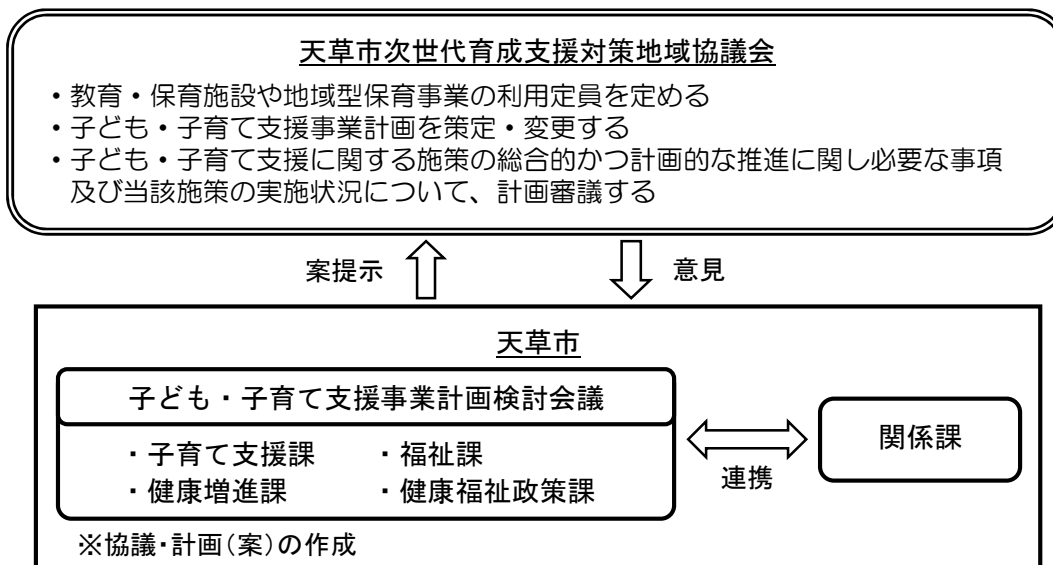 天草市次世代育成支援対策地域協議会
・教育・保育施設や地域型保育事業の利用定員を定める
・子ども・子育て支援事業計画を策定・変更する
・子ども・子育て支援に関する施策の総合的かつ計画的な推進に関し必要な事項
及び当該施策の実施状況について、計画審議する
案提示
意見
天草市
子ども・子育て支援事業計画検討会議
・子育て支援課 ・福祉課
・健康増進課 ・健康福祉政策課
連携
関係課
※協議・計画(案)の作成